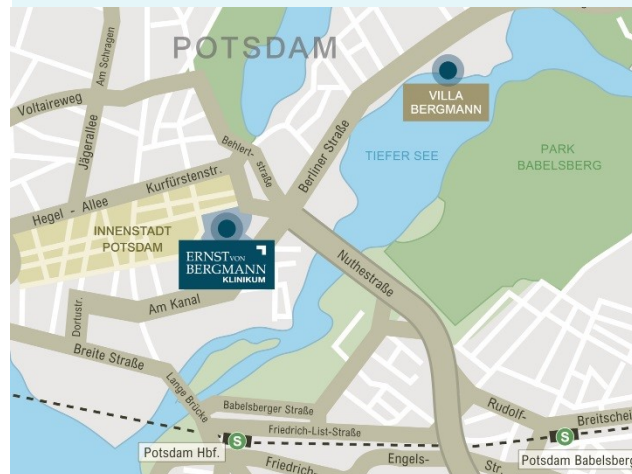 POTSDAM
Am Schragen
Voltaireweg
Jägerallee
Behlert-
straße
Berliner Straße
VILLA
BERGMANN
TIEFER SEE
PARK
BABELSBERG
Kurfürstenstr.
Hegel - Allee
INNENSTADT
POTSDAM
ERNST VON
BERGMANN
KLINIKUM
Nuthestraße
Am Kanal
Dortustr.
Breite Straße
Lange Brücke
Babelsberger Straße
Friedrich-List-Straße
Rudolf-
Breitschei
S
S
Potsdam Hbf.
Potsdam Babelsberg
Friedrich-
Engels-
Str.